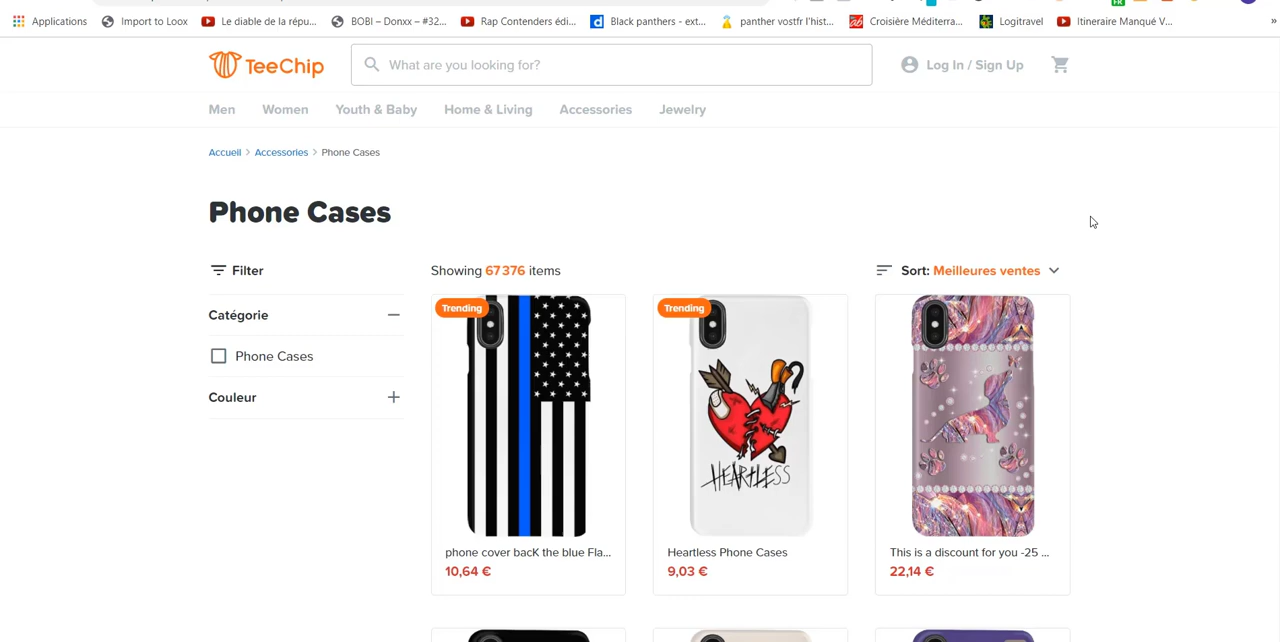 Applications Import to Loox Le diable de la répu... BOBI – Donxx – #32... Rap Contenders édi... Black panthers - ext... panther vostfr l'hist... Croisière Méditerra... Logitravel Itineraire Manqué V... »
TeeChip What are you looking for? Log In / Sign Up
Men Women Youth & Baby Home & Living Accessories Jewelry
Accueil > Accessories > Phone Cases
Phone Cases
Filter Showing 67 376 items Sort: Meilleures ventes
Catégorie
Phone Cases
Couleur
Trending
Trending
HEARTLESS
phone cover bacK the blue Fla... Heartless Phone Cases This is a discount for you -25 ...
10,64 € 9,03 € 22,14 €